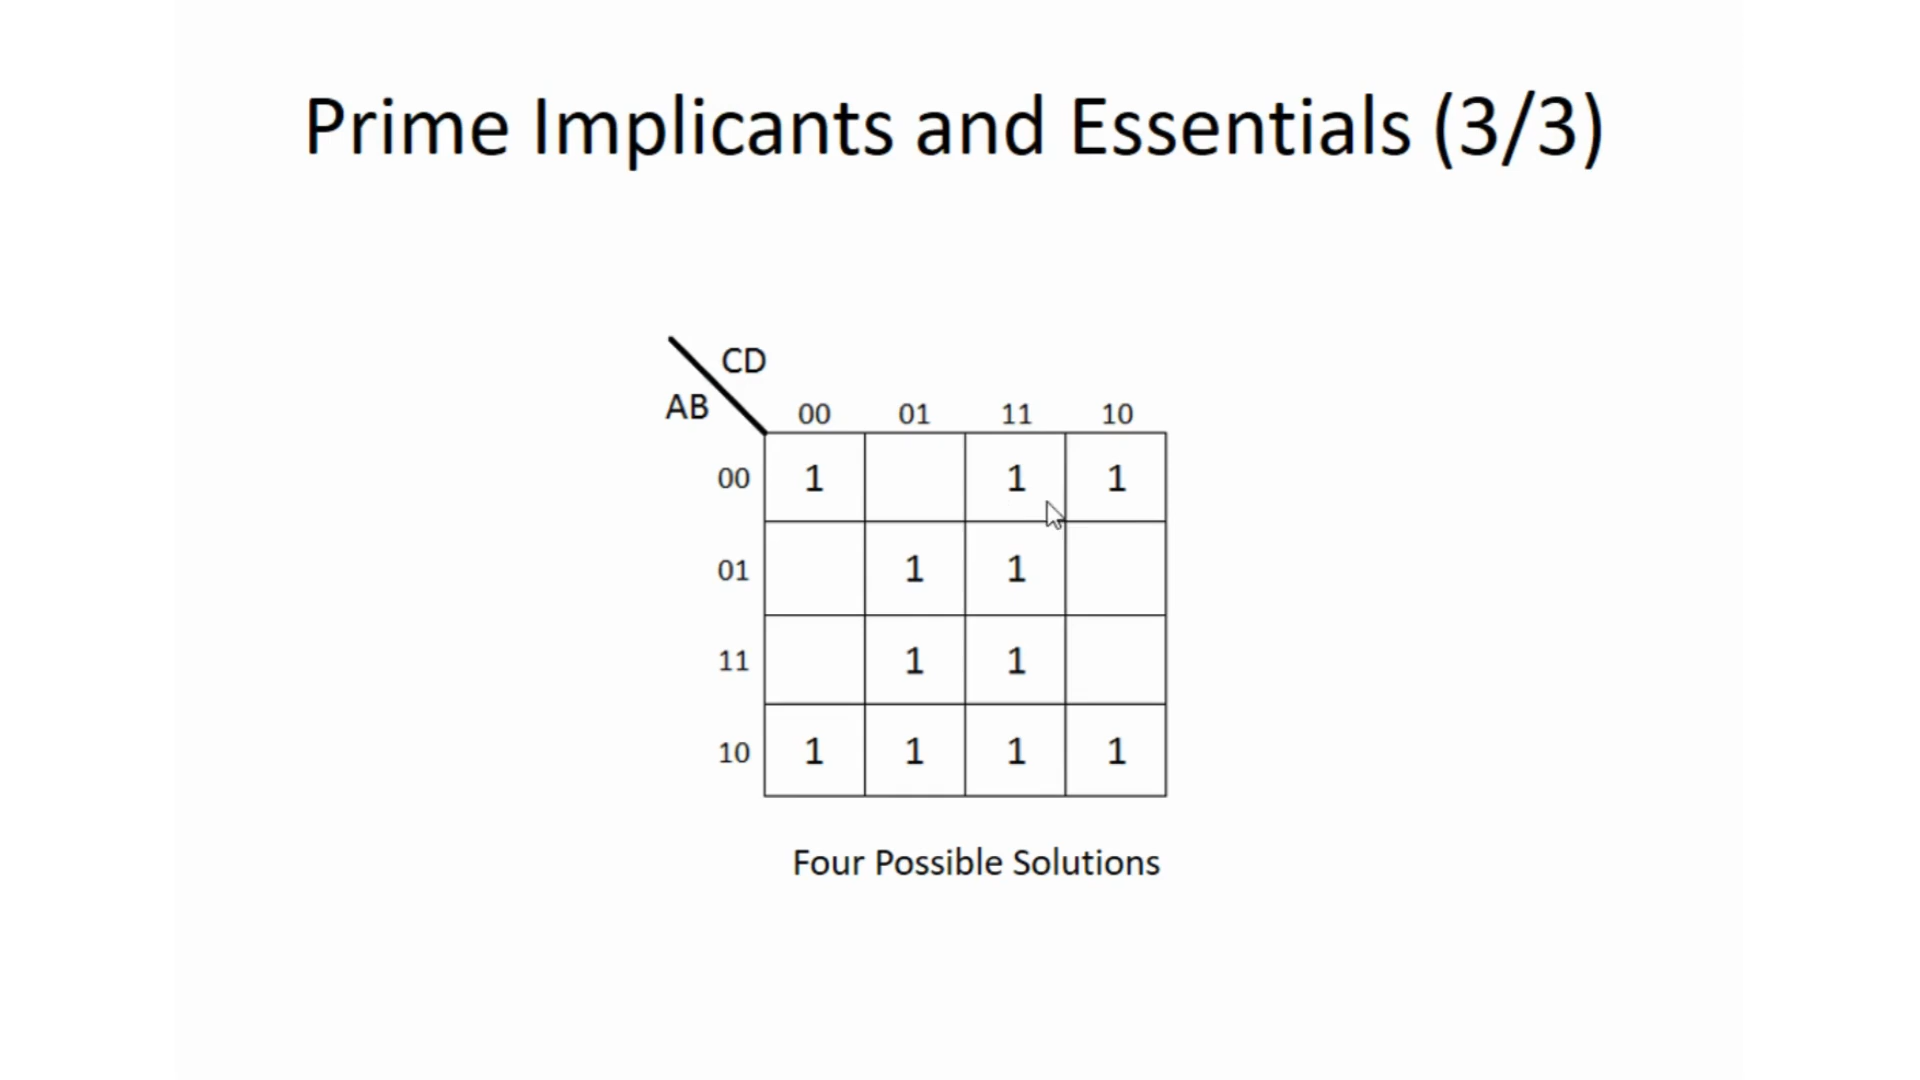 Prime Implicants and Essentials (3/3)
CD
AB
00 01 11 10
00 1 1 1
01 1 1
11 1 1
10 1 1 1 1
Four Possible Solutions